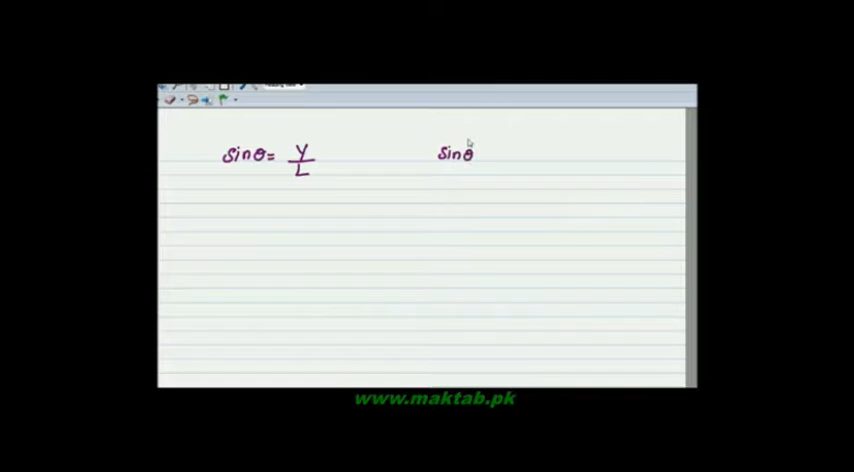 sinθ = Y/L
sinθ
www.maktab.pk